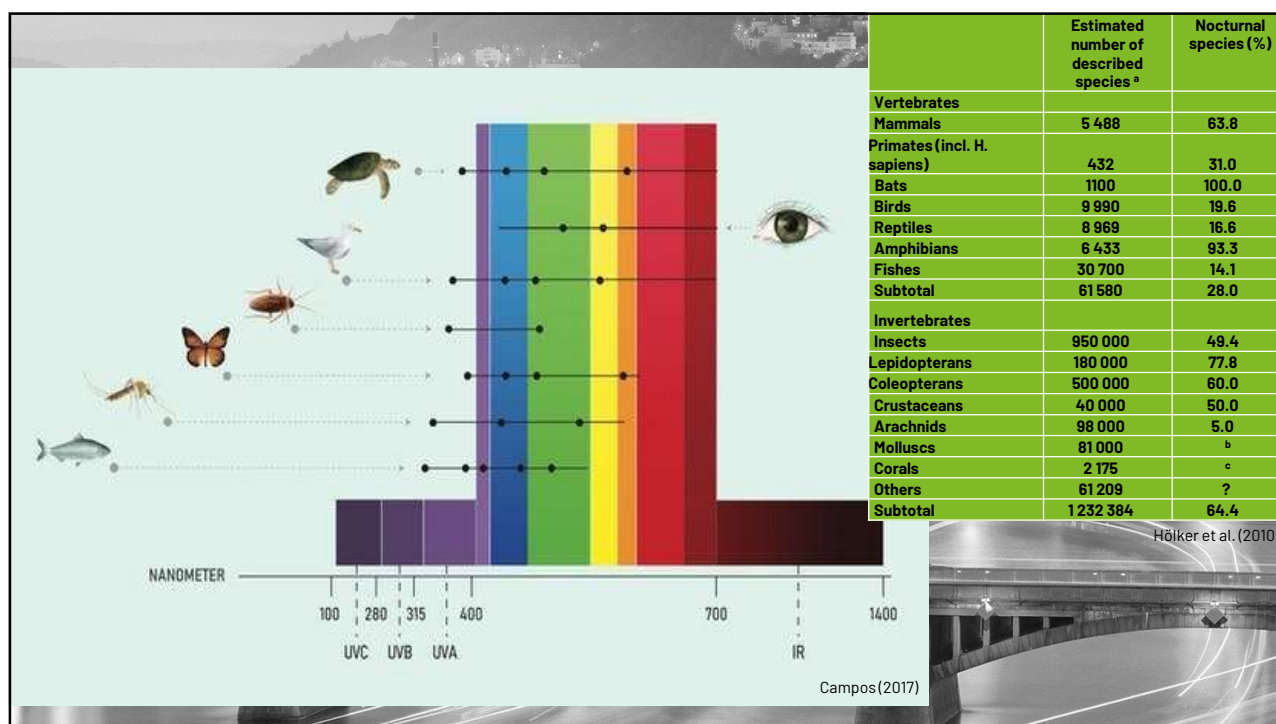 Estimated number of described species ª
Nocturnal species (%)
Vertebrates
Mammals 5 488 63.8
Primates (incl. H. sapiens) 432 31.0
Bats 1100 100.0
Birds 9 990 19.6
Reptiles 8 969 16.6
Amphibians 6 433 93.3
Fishes 30 700 14.1
Subtotal 61 580 28.0
Invertebrates
Insects 950 000 49.4
Lepidopterans 180 000 77.8
Coleopterans 500 000 60.0
Crustaceans 40 000 50.0
Arachnids 98 000 5.0
Molluscs 81 000 b
Corals 2 175 c
Others 61 209 ?
Subtotal 1 232 384 64.4
Hölker et al. (2010
NANOMETER
100 280 315 400 700 1400
UVC UVB UVA IR
Campos (2017)